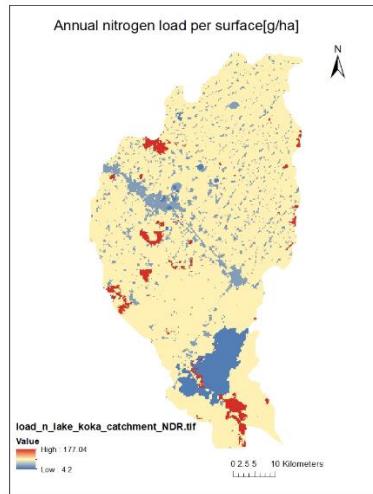 Annual nitrogen load per surface[g/ha]
N
load_n_lake_koka_catchment_NDR.tif
Value
High : 177.04
Low : 4.2
0 2.5 5 10 Kilometers